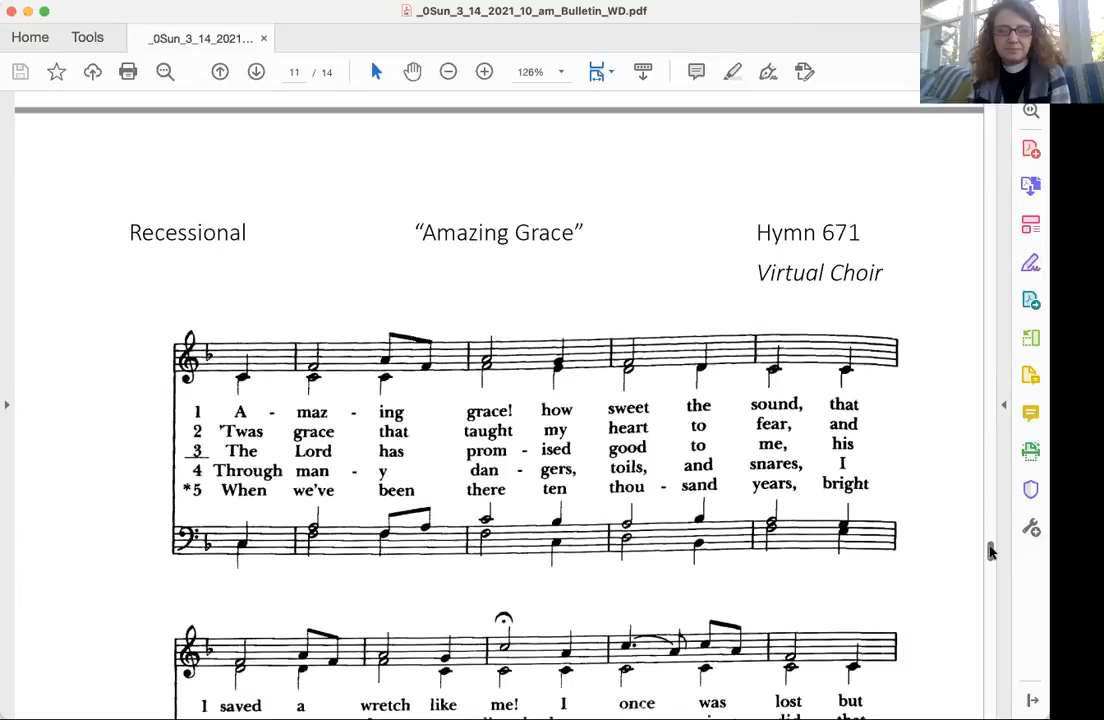 _0Sun_3_14_2021_10_am_Bulletin_WD.pdf
Home Tools _0Sun_3_14_2021... ×
11 / 14 126%
Recessional “Amazing Grace” Hymn 671
Virtual Choir
1 A - maz - ing grace! how sweet the sound, that
2 'Twas grace that taught my heart to fear, and
3 The Lord has prom - ised good to me, his
4 Through man - y dan - gers, toils, and snares, I
*5 When we've been there ten thou - sand years, bright
1 saved a wretch like me! I once was lost but